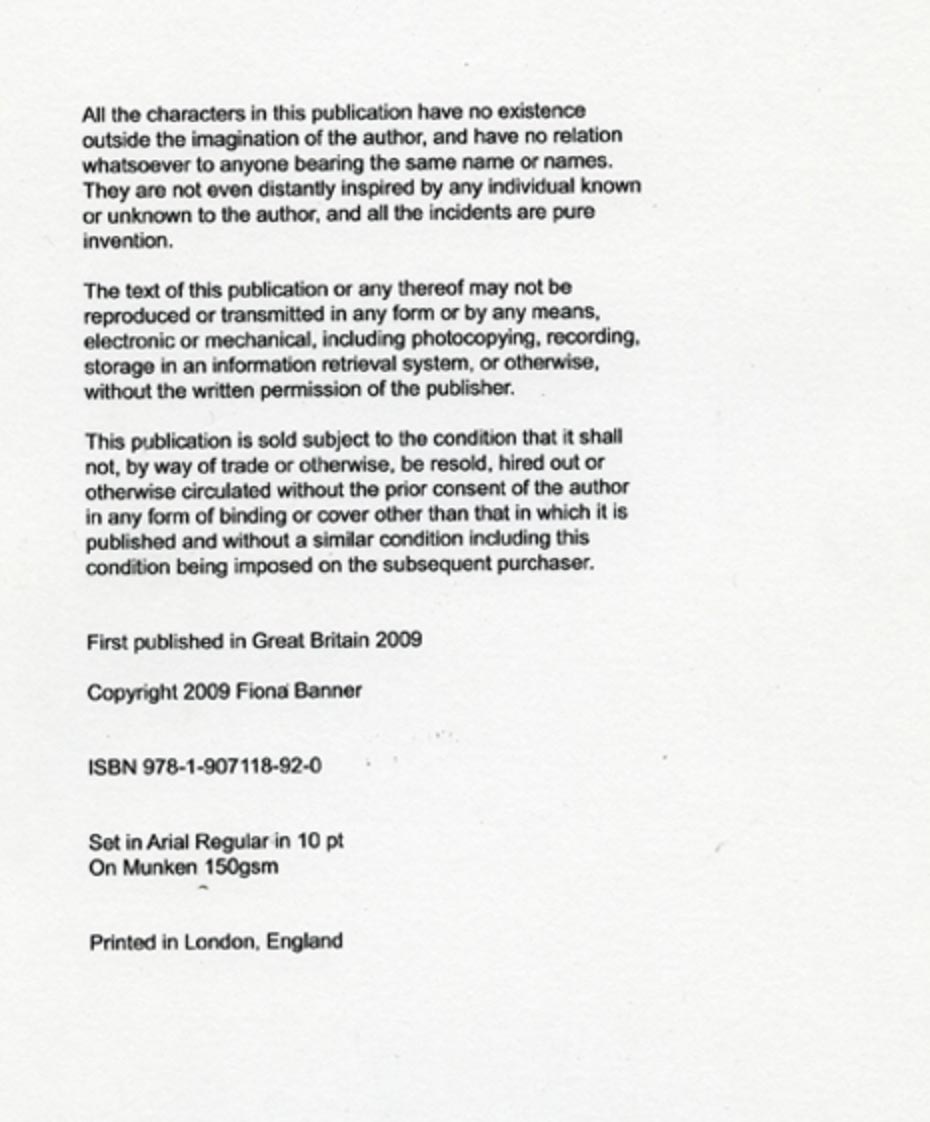 All the characters in this publication have no existence
outside the imagination of the author, and have no relation
whatsoever to anyone bearing the same name or names.
They are not even distantly inspired by any individual known
or unknown to the author, and all the incidents are pure
invention.
The text of this publication or any thereof may not be
reproduced or transmitted in any form or by any means,
electronic or mechanical, including photocopying, recording,
storage in an information retrieval system, or otherwise,
without the written permission of the publisher.
This publication is sold subject to the condition that it shall
not, by way of trade or otherwise, be resold, hired out or
otherwise circulated without the prior consent of the author
in any form of binding or cover other than that in which it is
published and without a similar condition including this
condition being imposed on the subsequent purchaser.
First published in Great Britain 2009
Copyright 2009 Fiona Banner
ISBN 978-1-907118-92-0
Set in Arial Regular in 10 pt
On Munken 150gsm
Printed in London, England